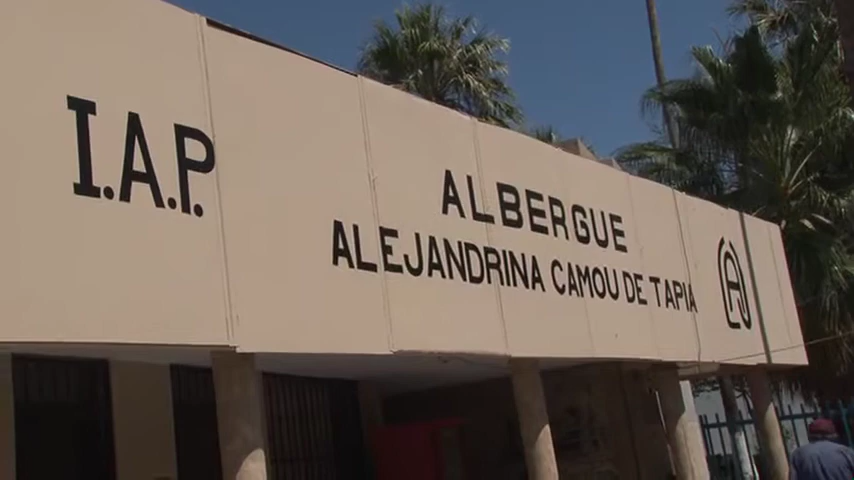 I.A.P.
ALBERGUE
ALEJANDRINA CAMOU DE TAPIA